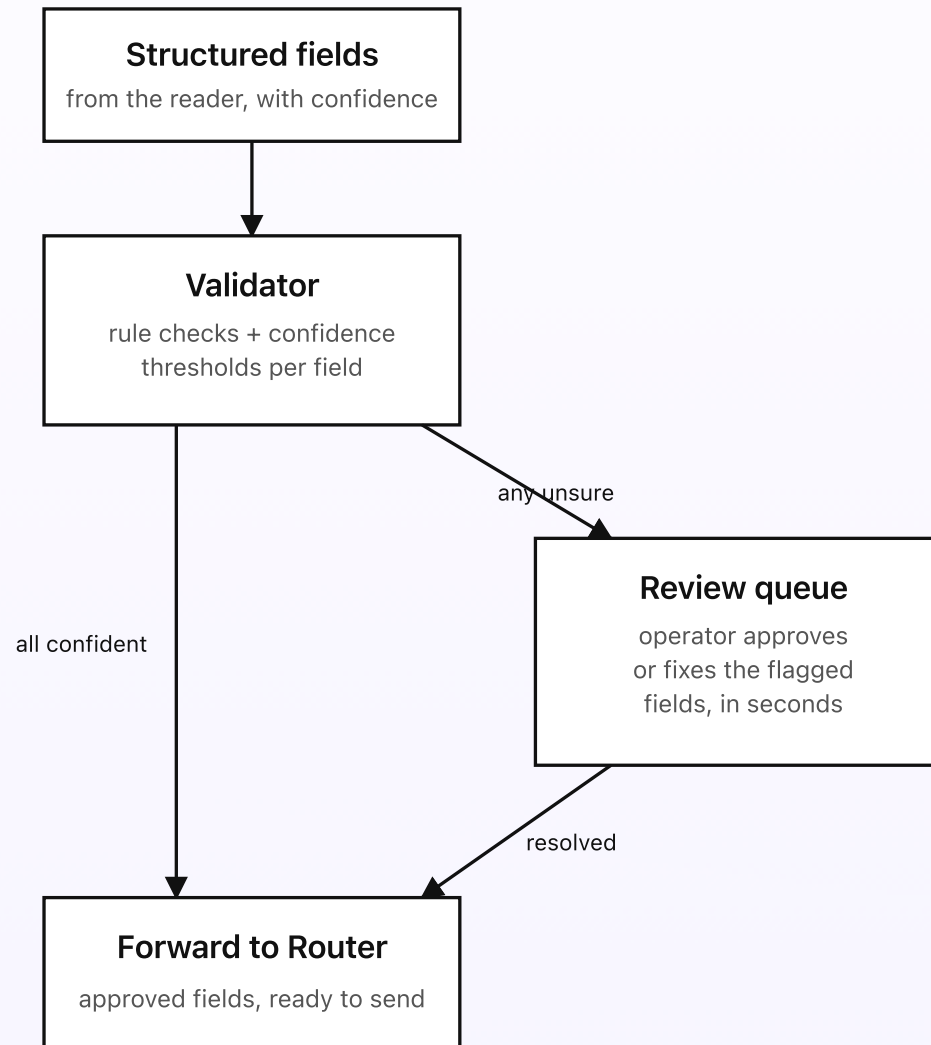 Structured fields
from the reader, with confidence
Validator
rule checks + confidence
thresholds per field
any unsure
Review queue
operator approves
or fixes the flagged
fields, in seconds
all confident
resolved
Forward to Router
approved fields, ready to send